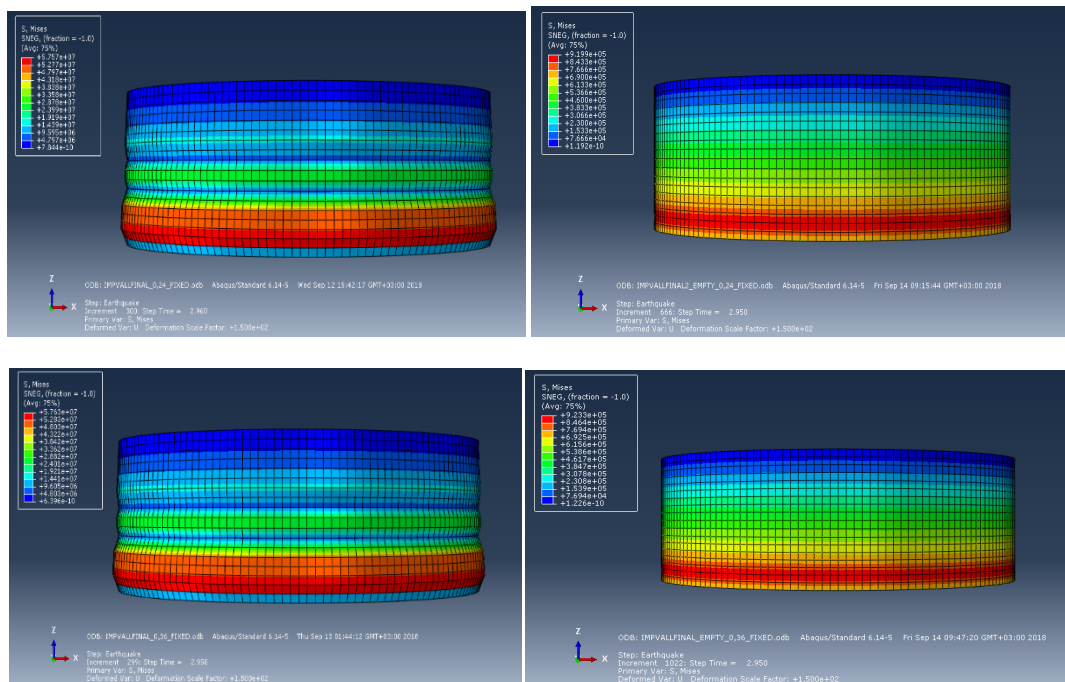 S, Mises
SNEG, (fraction = -1.0)
(Avg: 75%)
+5.757e+07
+5.277e+07
+4.797e+07
+4.318e+07
+3.838e+07
+3.358e+07
+2.878e+07
+2.399e+07
+1.919e+07
+1.439e+07
+9.595e+06
+4.797e+06
+7.844e-10
Z
X
ODB: IMPVALLFINAL_0,24_FIXED.odb Abaqus/Standard 6.14-5 Wed Sep 12 15:42:17 GMT+03:00 2018
Step: Earthquake
Increment 300: Step Time = 2.960
Primary Var: S, Mises
Deformed Var: U Deformation Scale Factor: +1.500e+02
S, Mises
SNEG, (fraction = -1.0)
(Avg: 75%)
+9.199e+05
+8.433e+05
+7.666e+05
+6.900e+05
+6.133e+05
+5.366e+05
+4.600e+05
+3.833e+05
+3.066e+05
+2.300e+05
+1.533e+05
+7.666e+04
+1.192e-10
Z
X
ODB: IMPVALLFINAL2_EMPTY_0,24_FIXED.odb Abaqus/Standard 6.14-5 Fri Sep 14 09:15:44 GMT+03:00 2018
Step: Earthquake
Increment 666: Step Time = 2.950
Primary Var: S, Mises
Deformed Var: U Deformation Scale Factor: +1.500e+02
S, Mises
SNEG, (fraction = -1.0)
(Avg: 75%)
+5.763e+07
+5.283e+07
+4.803e+07
+4.322e+07
+3.842e+07
+3.362e+07
+2.882e+07
+2.401e+07
+1.921e+07
+1.441e+07
+9.605e+06
+4.803e+06
+6.396e-10
Z
X
ODB: IMPVALLFINAL_0,36_FIXED.odb Abaqus/Standard 6.14-5 Thu Sep 13 01:44:12 GMT+03:00 2018
Step: Earthquake
Increment 299: Step Time = 2.950
Primary Var: S, Mises
Deformed Var: U Deformation Scale Factor: +1.500e+02
S, Mises
SNEG, (fraction = -1.0)
(Avg: 75%)
+9.233e+05
+8.464e+05
+7.694e+05
+6.925e+05
+6.156e+05
+5.386e+05
+4.617e+05
+3.847e+05
+3.078e+05
+2.308e+05
+1.539e+05
+7.694e+04
+1.226e-10
Z
X
ODB: IMPVALLFINAL_EMPTY_0,36_FIXED.odb Abaqus/Standard 6.14-5 Fri Sep 14 09:47:20 GMT+03:00 2018
Step: Earthquake
Increment 1022: Step Time = 2.950
Primary Var: S, Mises
Deformed Var: U Deformation Scale Factor: +1.500e+02